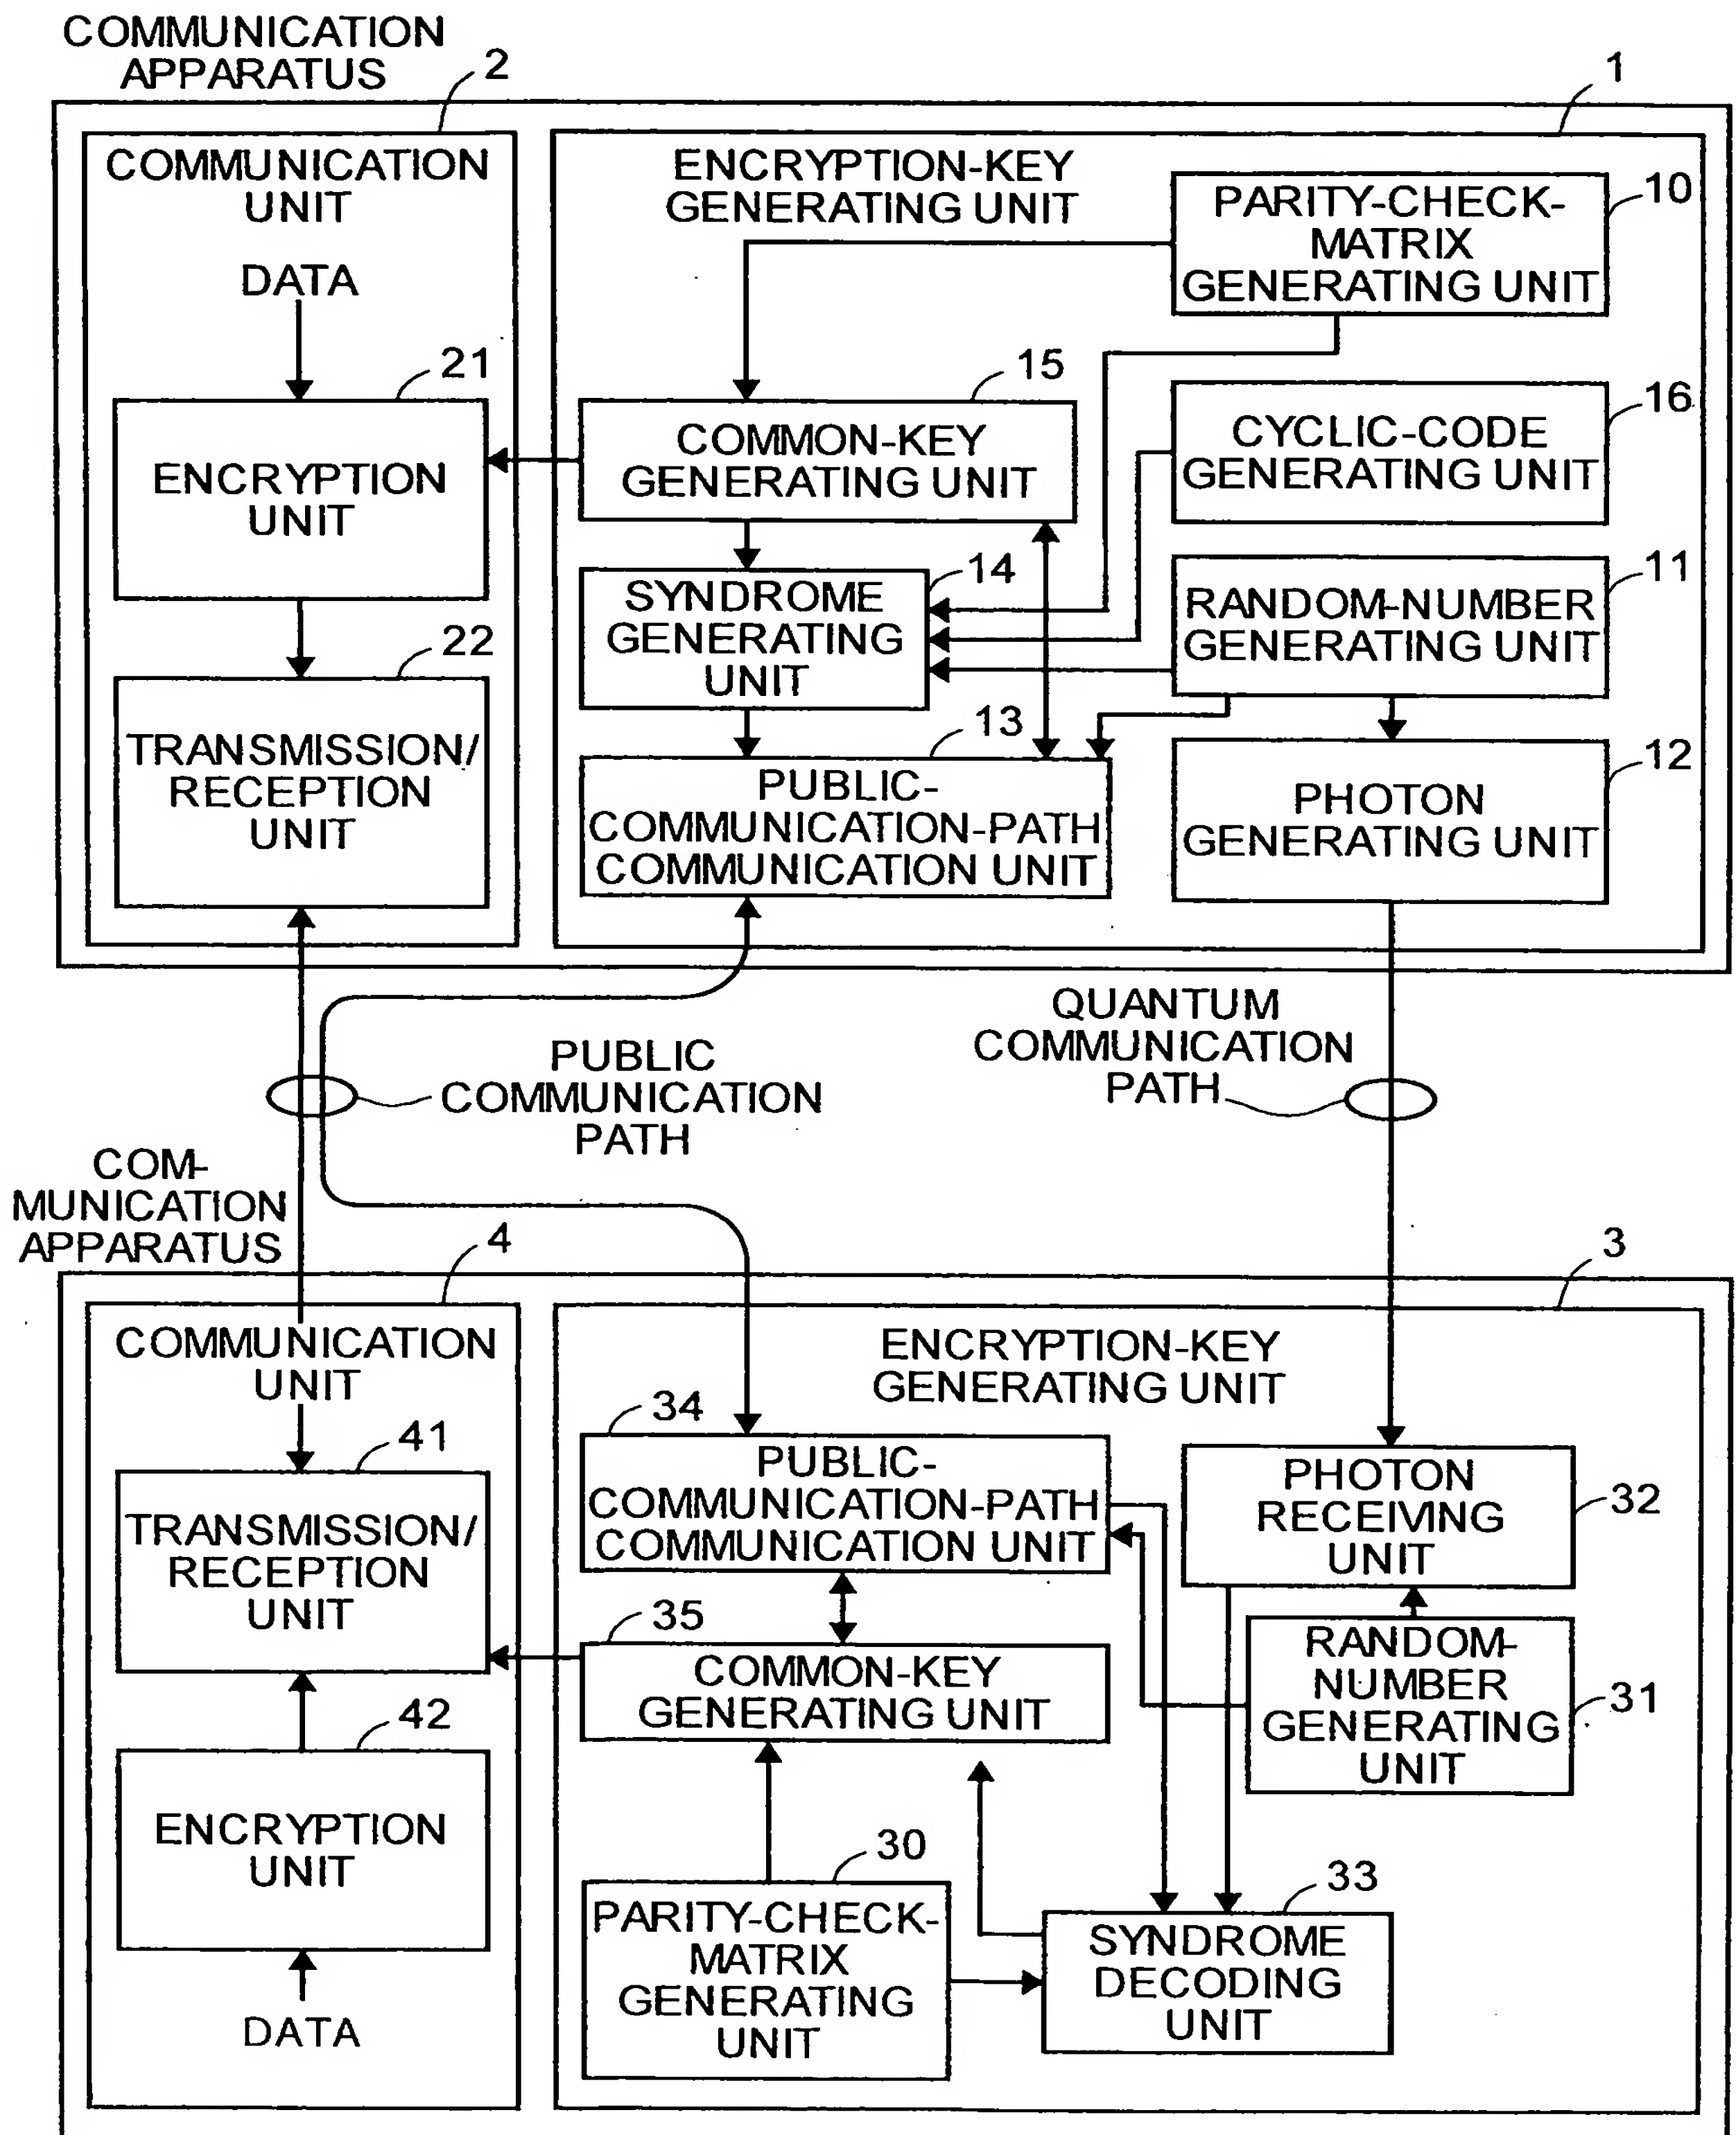 COMMUNICATION
APPARATUS
2
1
COMMUNICATION
UNIT
DATA
21
ENCRYPTION
UNIT
22
TRANSMISSION/
RECEPTION
UNIT
ENCRYPTION-KEY
GENERATING UNIT
PARITY-CHECK-
MATRIX
GENERATING UNIT
10
15
COMMON-KEY
GENERATING UNIT
CYCLIC-CODE
GENERATING UNIT
16
14
SYNDROME
GENERATING
UNIT
RANDOM-NUMBER
GENERATING UNIT
11
13
PUBLIC-
COMMUNICATION-PATH
COMMUNICATION UNIT
PHOTON
GENERATING UNIT
12
PUBLIC
COMMUNICATION
PATH
QUANTUM
COMMUNICATION
PATH
COM-
MUNICATION
APPARATUS
4
3
COMMUNICATION
UNIT
41
TRANSMISSION/
RECEPTION
UNIT
42
ENCRYPTION
UNIT
DATA
ENCRYPTION-KEY
GENERATING UNIT
34
PUBLIC-
COMMUNICATION-PATH
COMMUNICATION UNIT
PHOTON
RECEIVING
UNIT
32
35
COMMON-KEY
GENERATING UNIT
RANDOM-
NUMBER
GENERATING
UNIT
31
30
PARITY-CHECK-
MATRIX
GENERATING
UNIT
33
SYNDROME
DECODING
UNIT